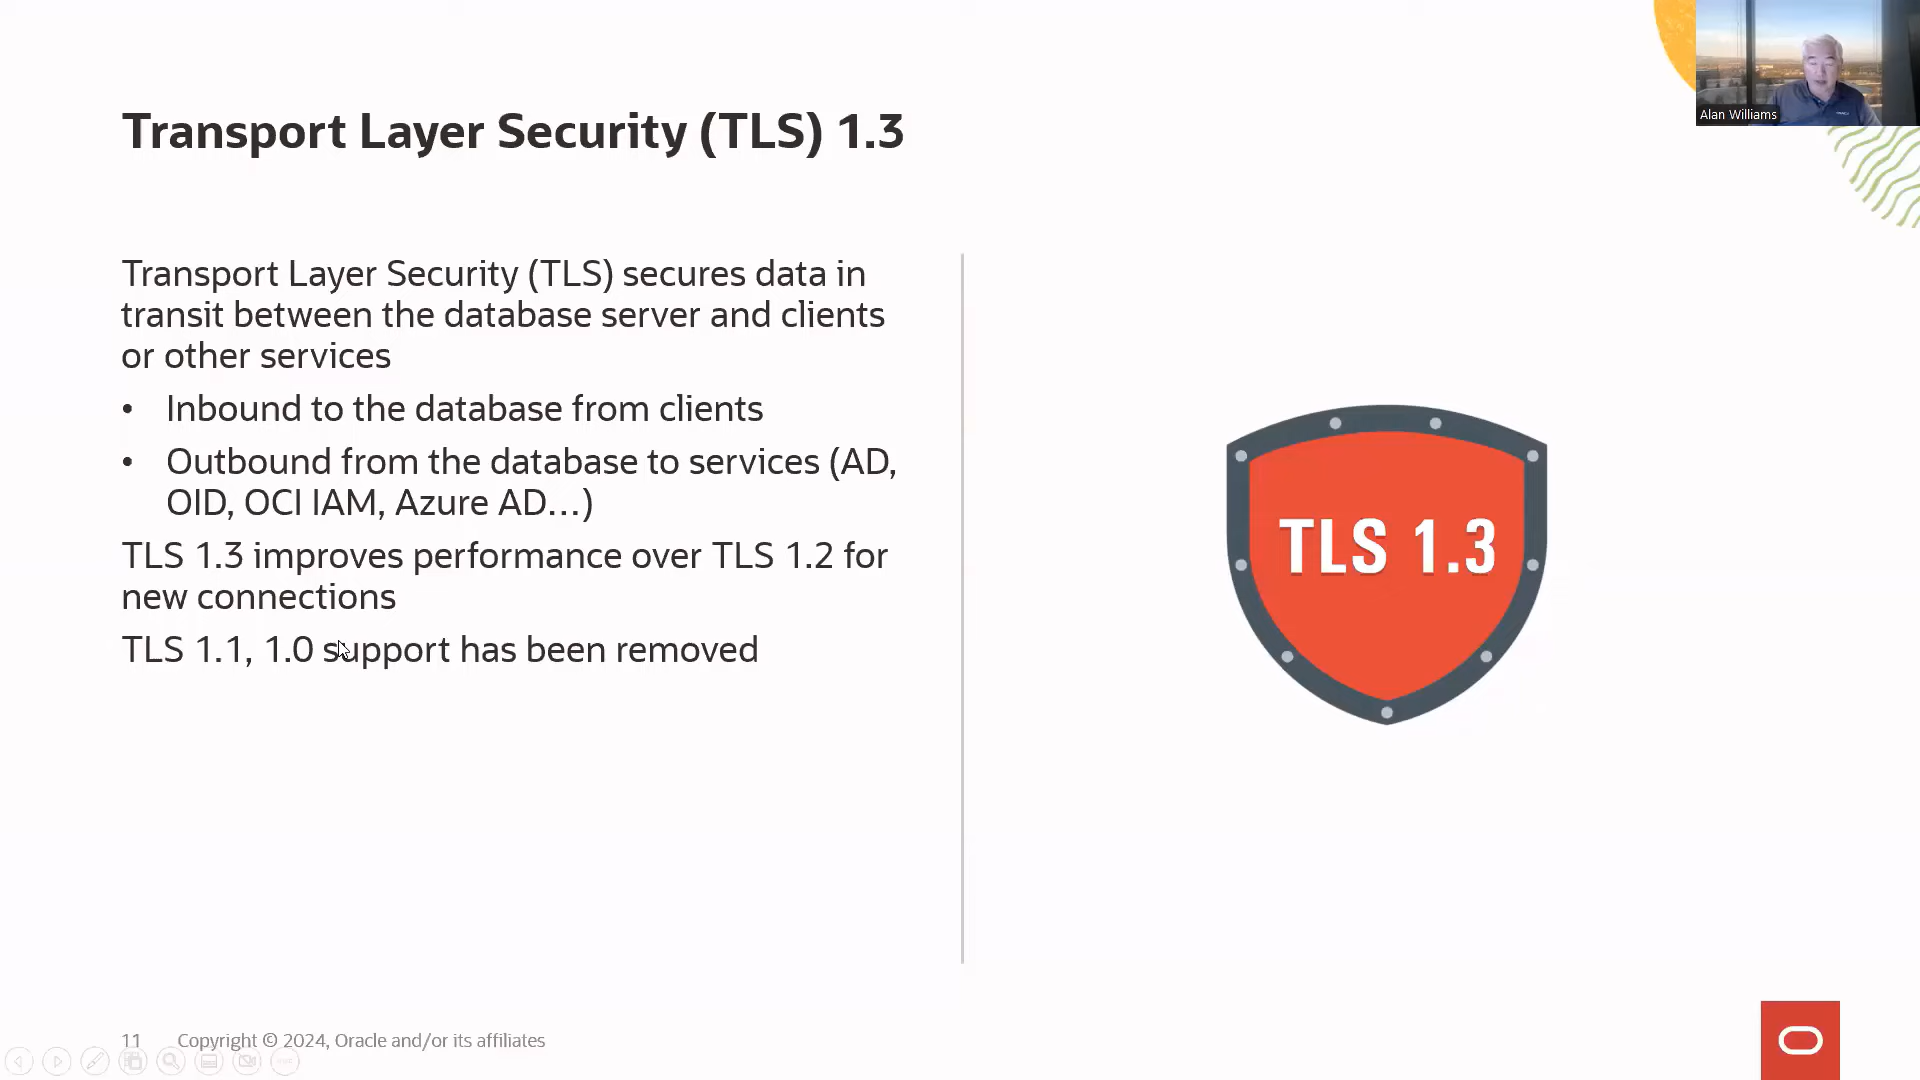 Alan Williams
Transport Layer Security (TLS) 1.3
Transport Layer Security (TLS) secures data in
transit between the database server and clients
or other services
• Inbound to the database from clients
• Outbound from the database to services (AD,
OID, OCI IAM, Azure AD...)
TLS 1.3 improves performance over TLS 1.2 for
new connections
TLS 1.1, 1.0 support has been removed
TLS 1.3
11 Copyright © 2024, Oracle and/or its affiliates